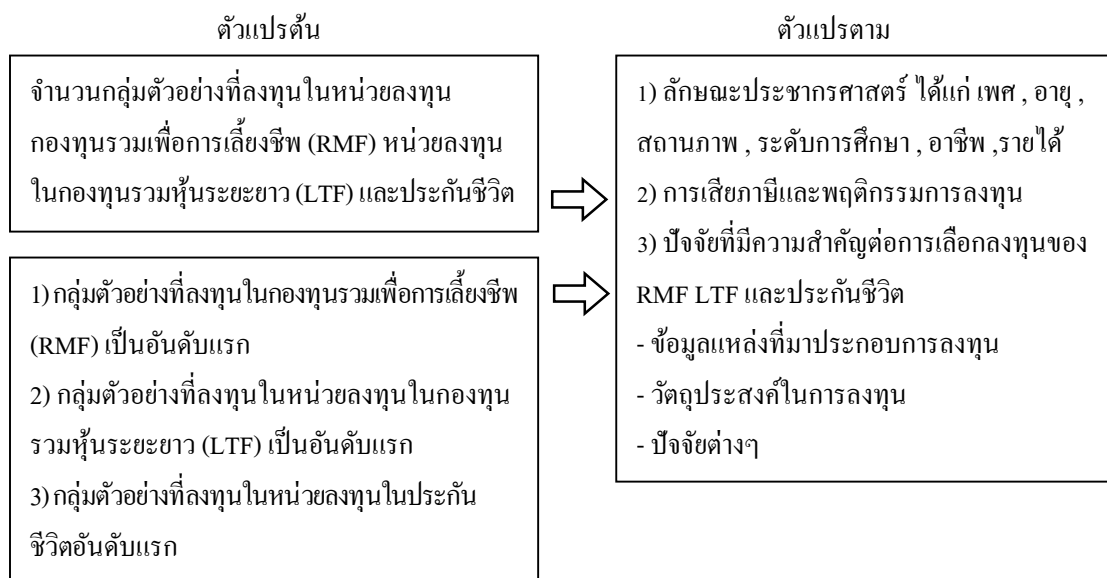 ตัวแปรต้น
จำนวนกลุ่มตัวอย่างที่ลงทุนในหน่วยลงทุน
กองทุนรวมเพื่อการเลี้ยงชีพ (RMF) หน่วยลงทุน
ในกองทุนรวมหุ้นระยะยาว (LTF) และประกันชีวิต
1) กลุ่มตัวอย่างที่ลงทุนในกองทุนรวมเพื่อการเลี้ยงชีพ
(RMF) เป็นอันดับแรก
2) กลุ่มตัวอย่างที่ลงทุนในหน่วยลงทุนในกองทุน
รวมหุ้นระยะยาว (LTF) เป็นอันดับแรก
3) กลุ่มตัวอย่างที่ลงทุนในหน่วยลงทุนในประกัน
ชีวิตอันดับแรก
ตัวแปรตาม
1) ลักษณะประชากรศาสตร์ ได้แก่ เพศ , อายุ ,
สถานภาพ , ระดับการศึกษา , อาชีพ ,รายได้
2) การเสียภาษีและพฤติกรรมการลงทุน
3) ปัจจัยที่มีความสำคัญต่อการเลือกลงทุนของ
RMF LTF และประกันชีวิต
- ข้อมูลแหล่งที่มาประกอบการลงทุน
- วัตถุประสงค์ในการลงทุน
- ปัจจัยต่างๆ